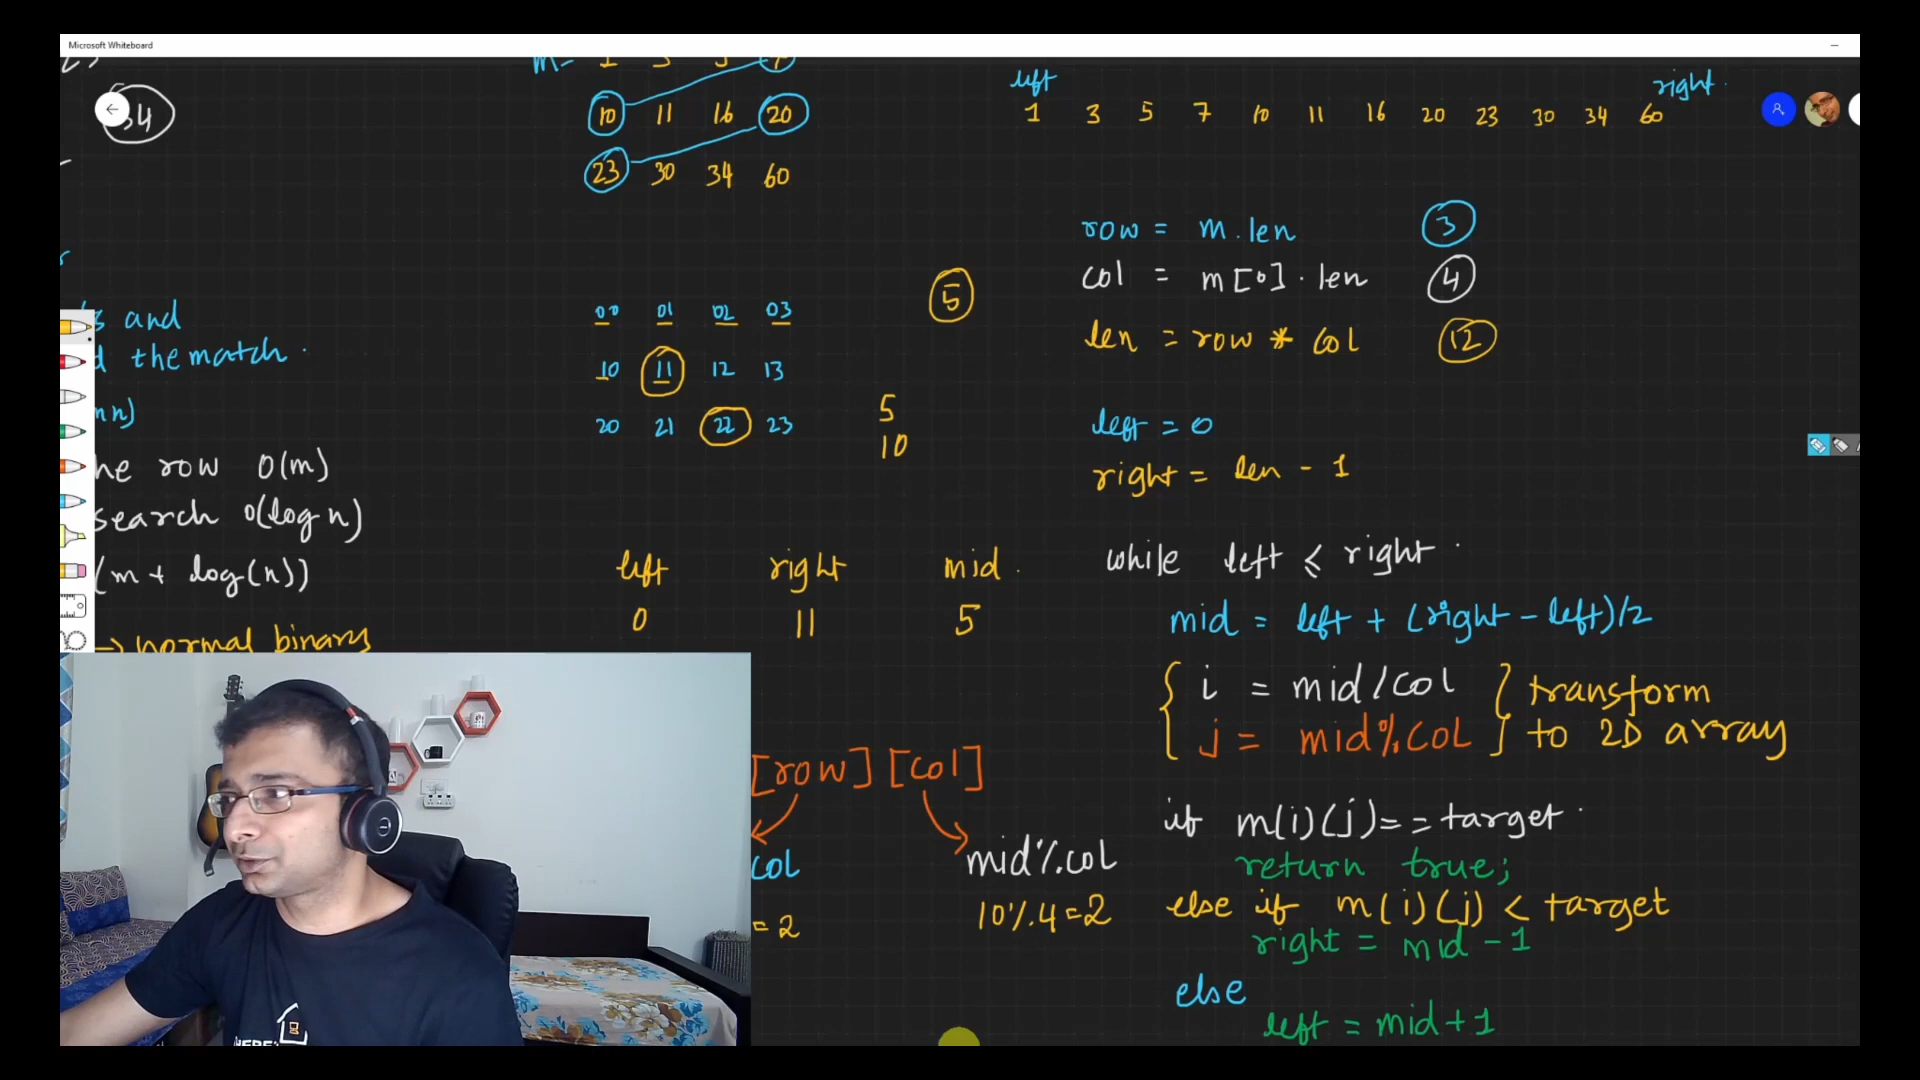 Microsoft Whiteboard
34
m= 1 3 5 7
10 11 16 20
23 30 34 60
left right
1 3 5 7 10 11 16 20 23 30 34 60
row = m.len 3
col = m[0].len 4
len = row * col 12
left = 0
right = len - 1
5
00 01 02 03
10 11 12 13
20 21 22 23
5
10
and
the match.
he row O(m)
search O(log n)
(m + log(n))
→ normal binary
left right mid
0 11 5
while left ≤ right
mid = left + (right - left)/2
i = mid/col
j = mid%col
transform
to 2D array
[row] [col]
col mid%col
= 2 10%4=2
if m(i)(j)==target
return true;
else if m(i)(j) < target
right = mid - 1
else
left = mid+1